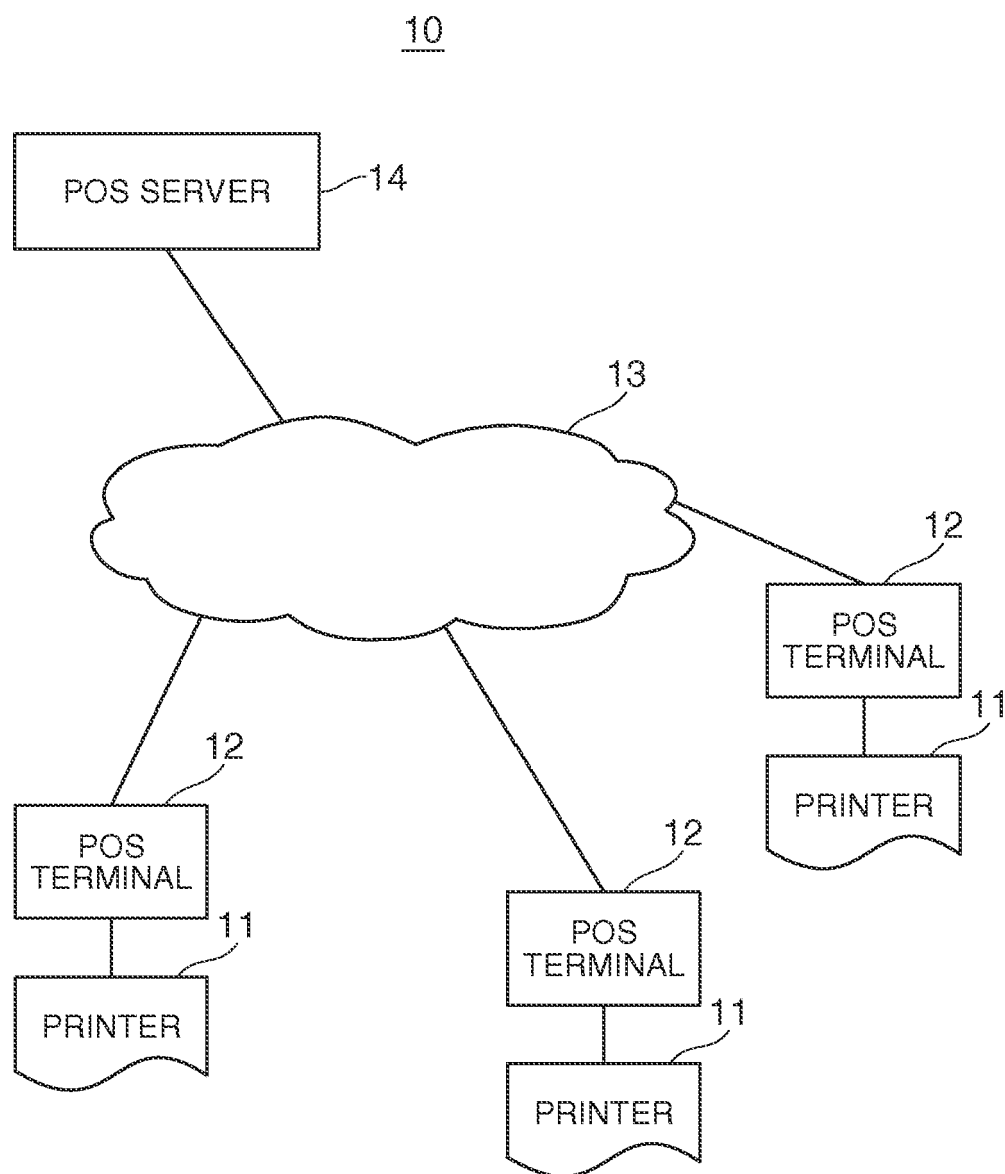 10
POS SERVER
14
13
12
POS
TERMINAL
11
PRINTER
12
POS
TERMINAL
11
PRINTER
12
POS
TERMINAL
11
PRINTER